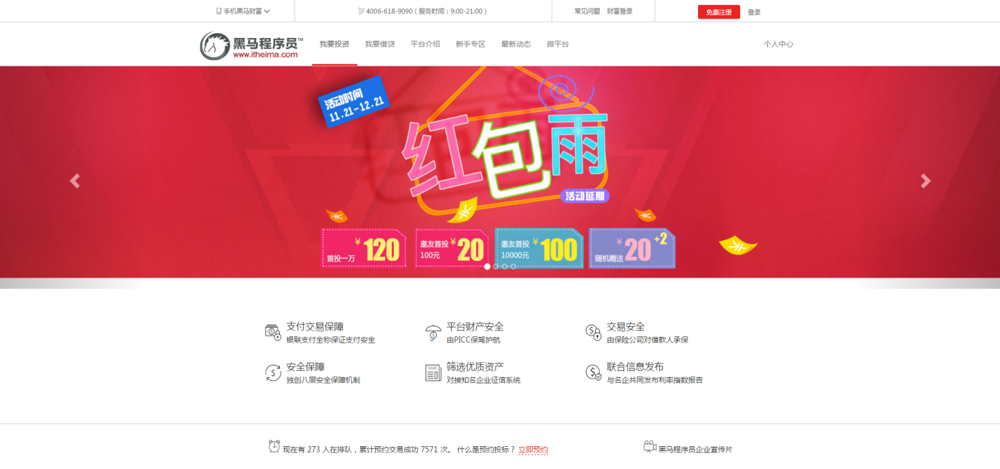 手机黑马财富
4006-618-9090 ( 服务时间：9:00-21:00 )
常见问题 财富登录
免费注册 登录
黑马程序员™
www.itheima.com
我要投资 我要借贷 平台介绍 新手专区 最新动态 微平台 个人中心
活动时间
11.21-12.21
红包雨
活动延期
首投一万 ¥120
邀友首投 ¥20
100元
邀友首投 ¥100
10000元
随机赠送 ¥20 +2
支付交易保障
银联支付全称保证支付安全
平台财产安全
由PICC保驾护航
交易安全
由保险公司对借款人承保
安全保障
独创八层安全保障机制
NEWS
筛选优质资产
对接知名企业征信系统
联合信息发布
与名企共同发布利率指数报告
现在有 273 人在排队，累计预约交易成功 7571 次。 什么是预约投标？ 立即预约
黑马程序员企业宣传片